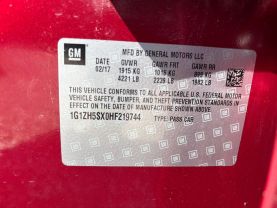 GM
MFD BY GENERAL MOTORS LLC
DATE GVWR GAWR FRT GAWR RR
02/17 1915 KG 1016 KG 899 KG
4221 LB 2239 LB 1982 LB
THIS VEHICLE CONFORMS TO ALL APPLICABLE U.S. FEDERAL MOTOR
VEHICLE SAFETY, BUMPER, AND THEFT PREVENTION STANDARDS IN
EFFECT ON THE DATE OF MANUFACTURE SHOWN ABOVE.
1G1ZH5SX0HF219744 TYPE: PASS CAR